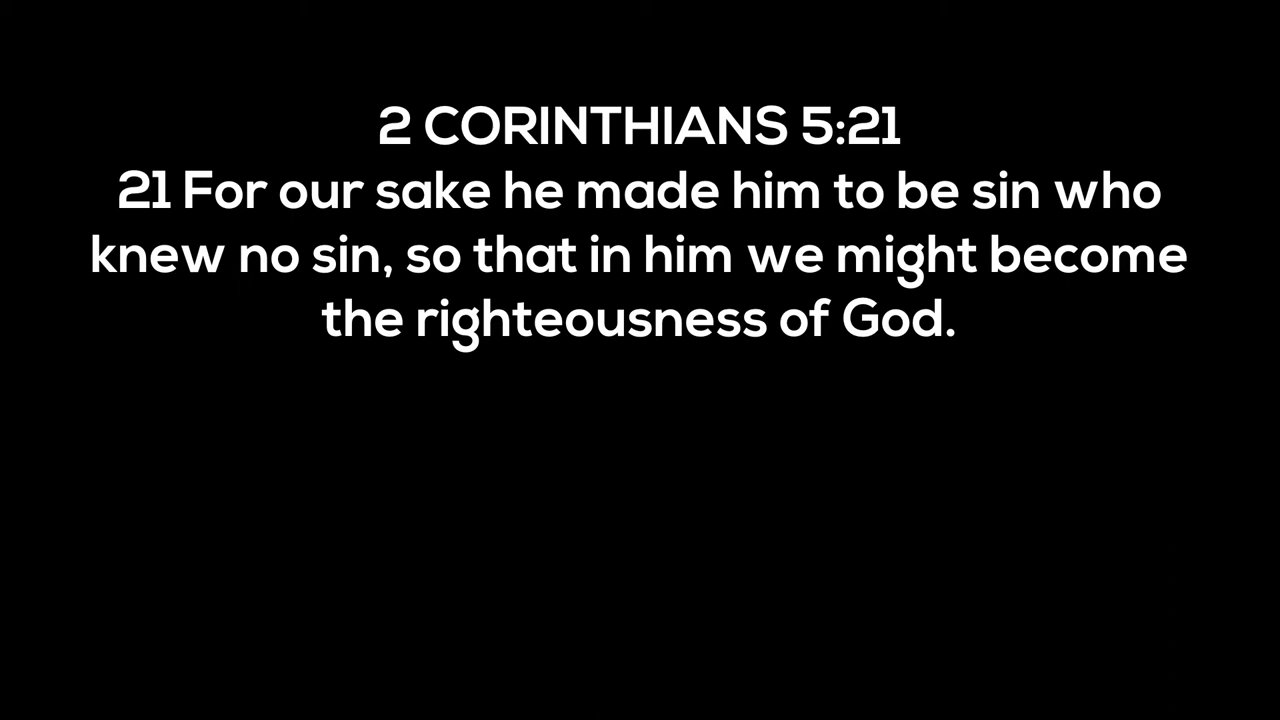 2 CORINTHIANS 5:21
21 For our sake he made him to be sin who
knew no sin, so that in him we might become
the righteousness of God.